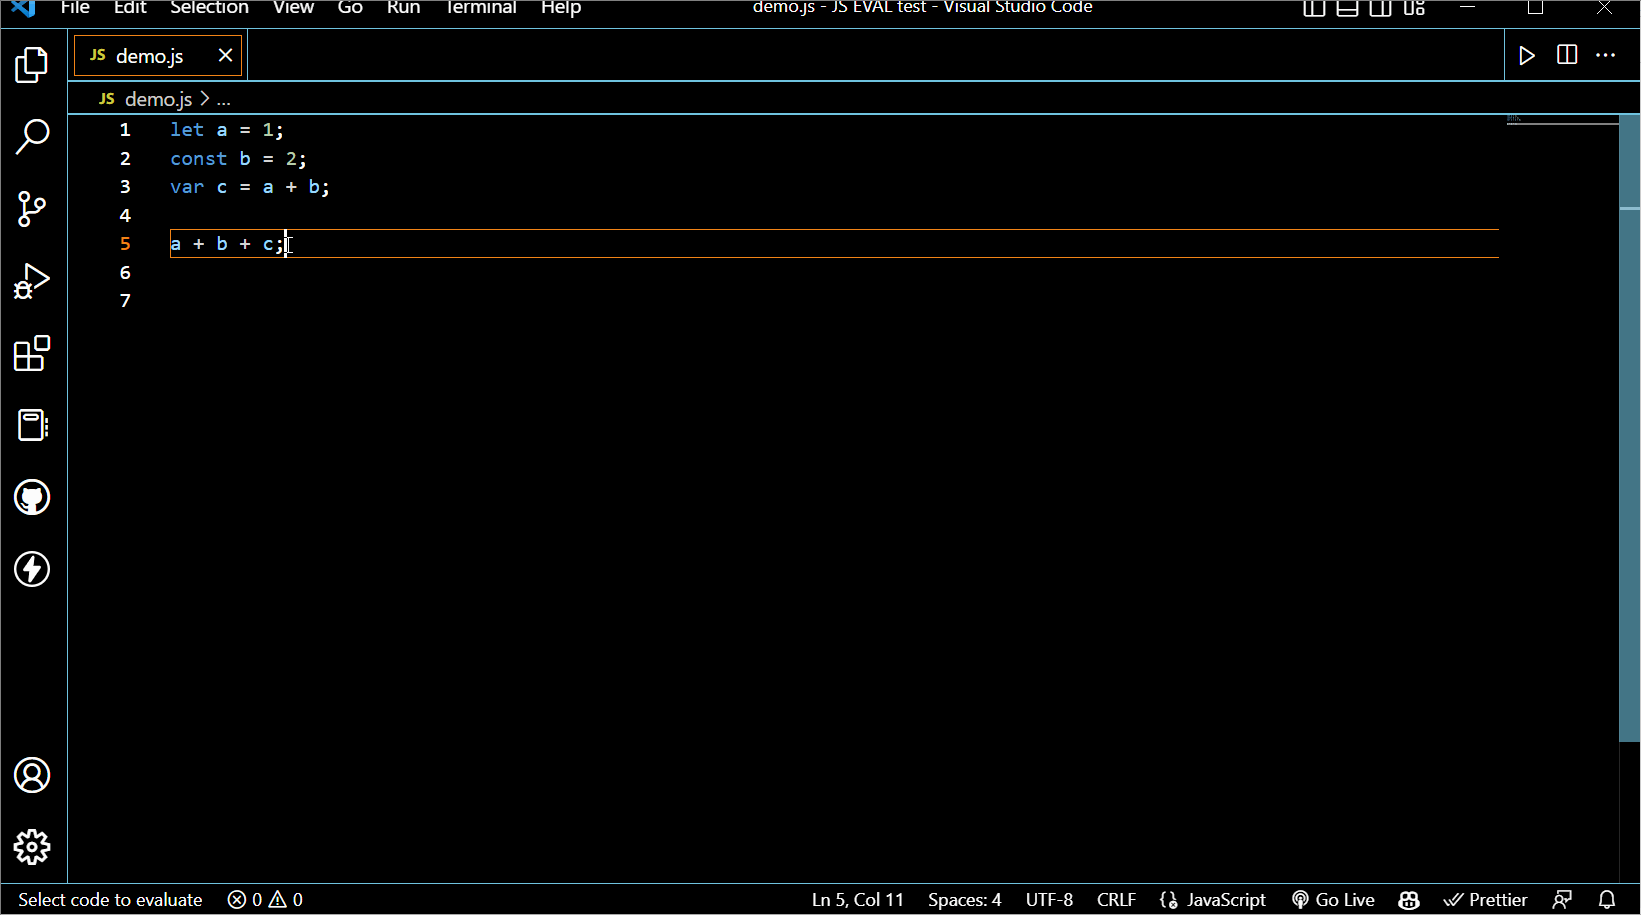 File Edit Selection View Go Run Terminal Help demo.js - JS EVAL test - Visual Studio Code
JS demo.js
JS demo.js > ...
1 let a = 1;
2 const b = 2;
3 var c = a + b;
4
5 a + b + c;
6
7
Select code to evaluate 0 0 Ln 5, Col 11 Spaces: 4 UTF-8 CRLF JavaScript Go Live Prettier